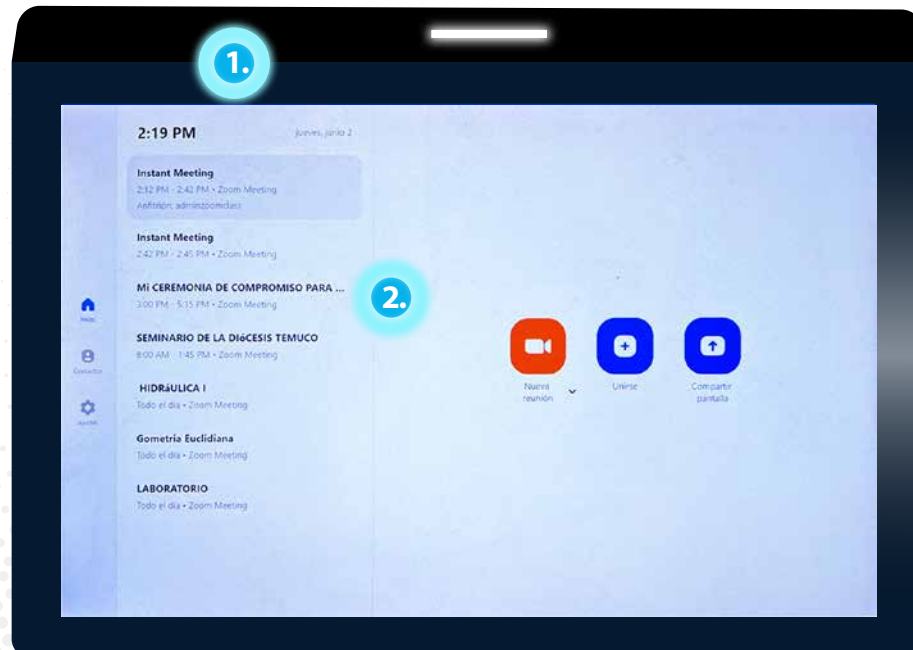 1.
2:19 PM
jueves, junio 2
Instant Meeting
2:32 PM - 2:42 PM • Zoom Meeting
Anfitrión: adminzoomclass
Instant Meeting
2:42 PM - 2:45 PM • Zoom Meeting
Mi CEREMONIA DE COMPROMISO PARA ...
3:00 PM - 5:15 PM • Zoom Meeting
2.
SEMINARIO DE LA DIóCESIS TEMUCO
8:00 AM - 1:45 PM • Zoom Meeting
HIDRáULICA I
Todo el día • Zoom Meeting
Gometría Euclidiana
Todo el día • Zoom Meeting
LABORATORIO
Todo el día • Zoom Meeting
Inicio
Contactos
Ajustes
Nueva
reunión
Unirse
Compartir
pantalla